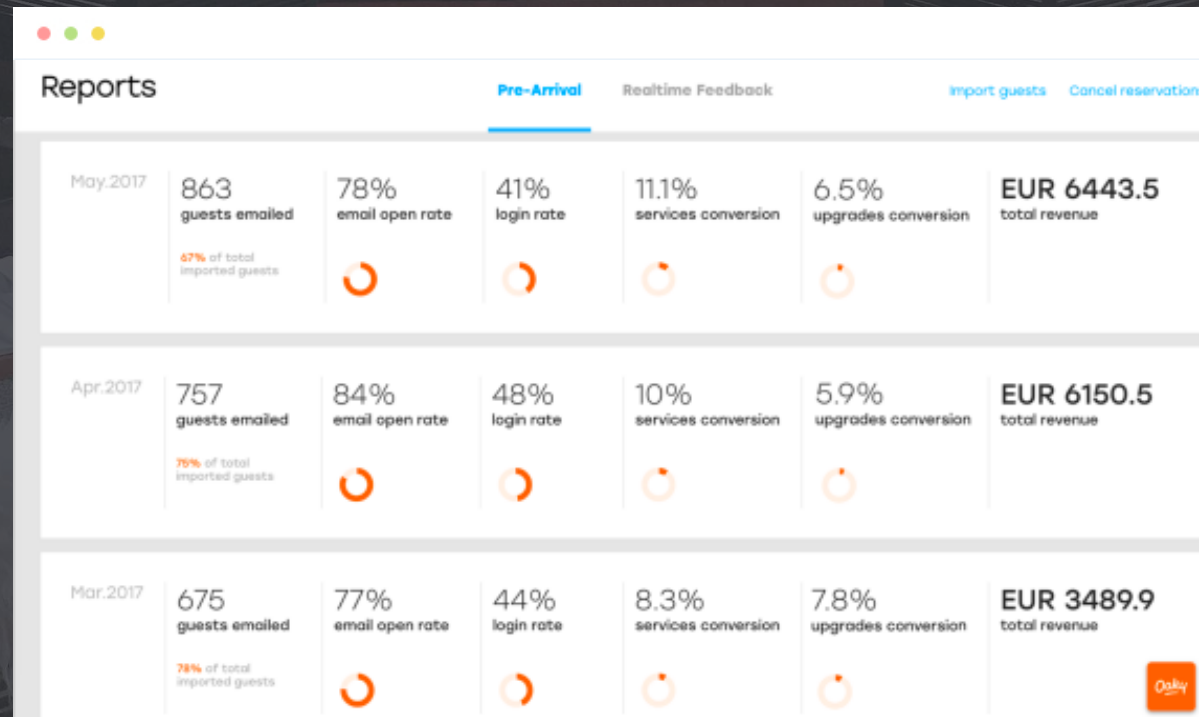 Reports
Pre-Arrival
Realtime Feedback
Import guests
Cancel reservation
May.2017
863
guests emailed
67% of total
imported guests
78%
email open rate
41%
login rate
11.1%
services conversion
6.5%
upgrades conversion
EUR 6443.5
total revenue
Apr.2017
757
guests emailed
75% of total
imported guests
84%
email open rate
48%
login rate
10%
services conversion
5.9%
upgrades conversion
EUR 6150.5
total revenue
Mar.2017
675
guests emailed
78% of total
imported guests
77%
email open rate
44%
login rate
8.3%
services conversion
7.8%
upgrades conversion
EUR 3489.9
total revenue
Oaky